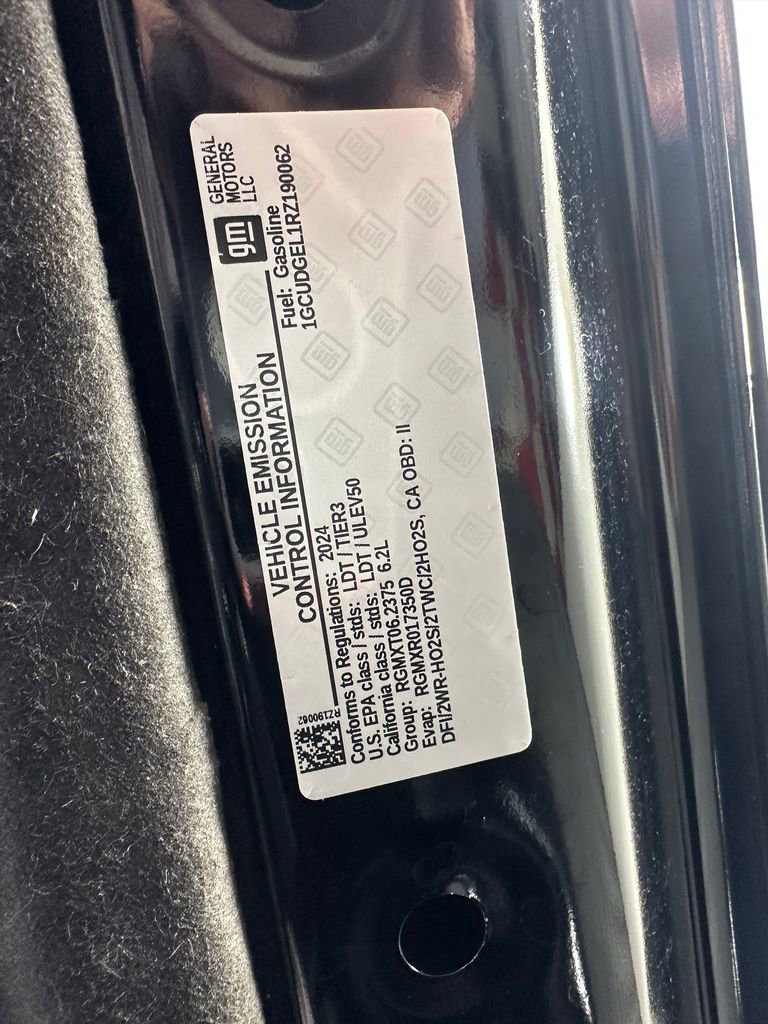 VEHICLE EMISSION
CONTROL INFORMATION
gm
GENERAL
MOTORS
LLC
RZ190062
Conforms to Regulations: 2024
Fuel: Gasoline
U.S. EPA class / stds: LDT / TIER3
1GCUDGEL1RZ190062
California class / stds: LDT / ULEV50
Group: RGMXT06.2375 6.2L
Evap: RGMXR017350D
DFI/2WR-HO2S/2TWC/2HO2S, CA OBD: II